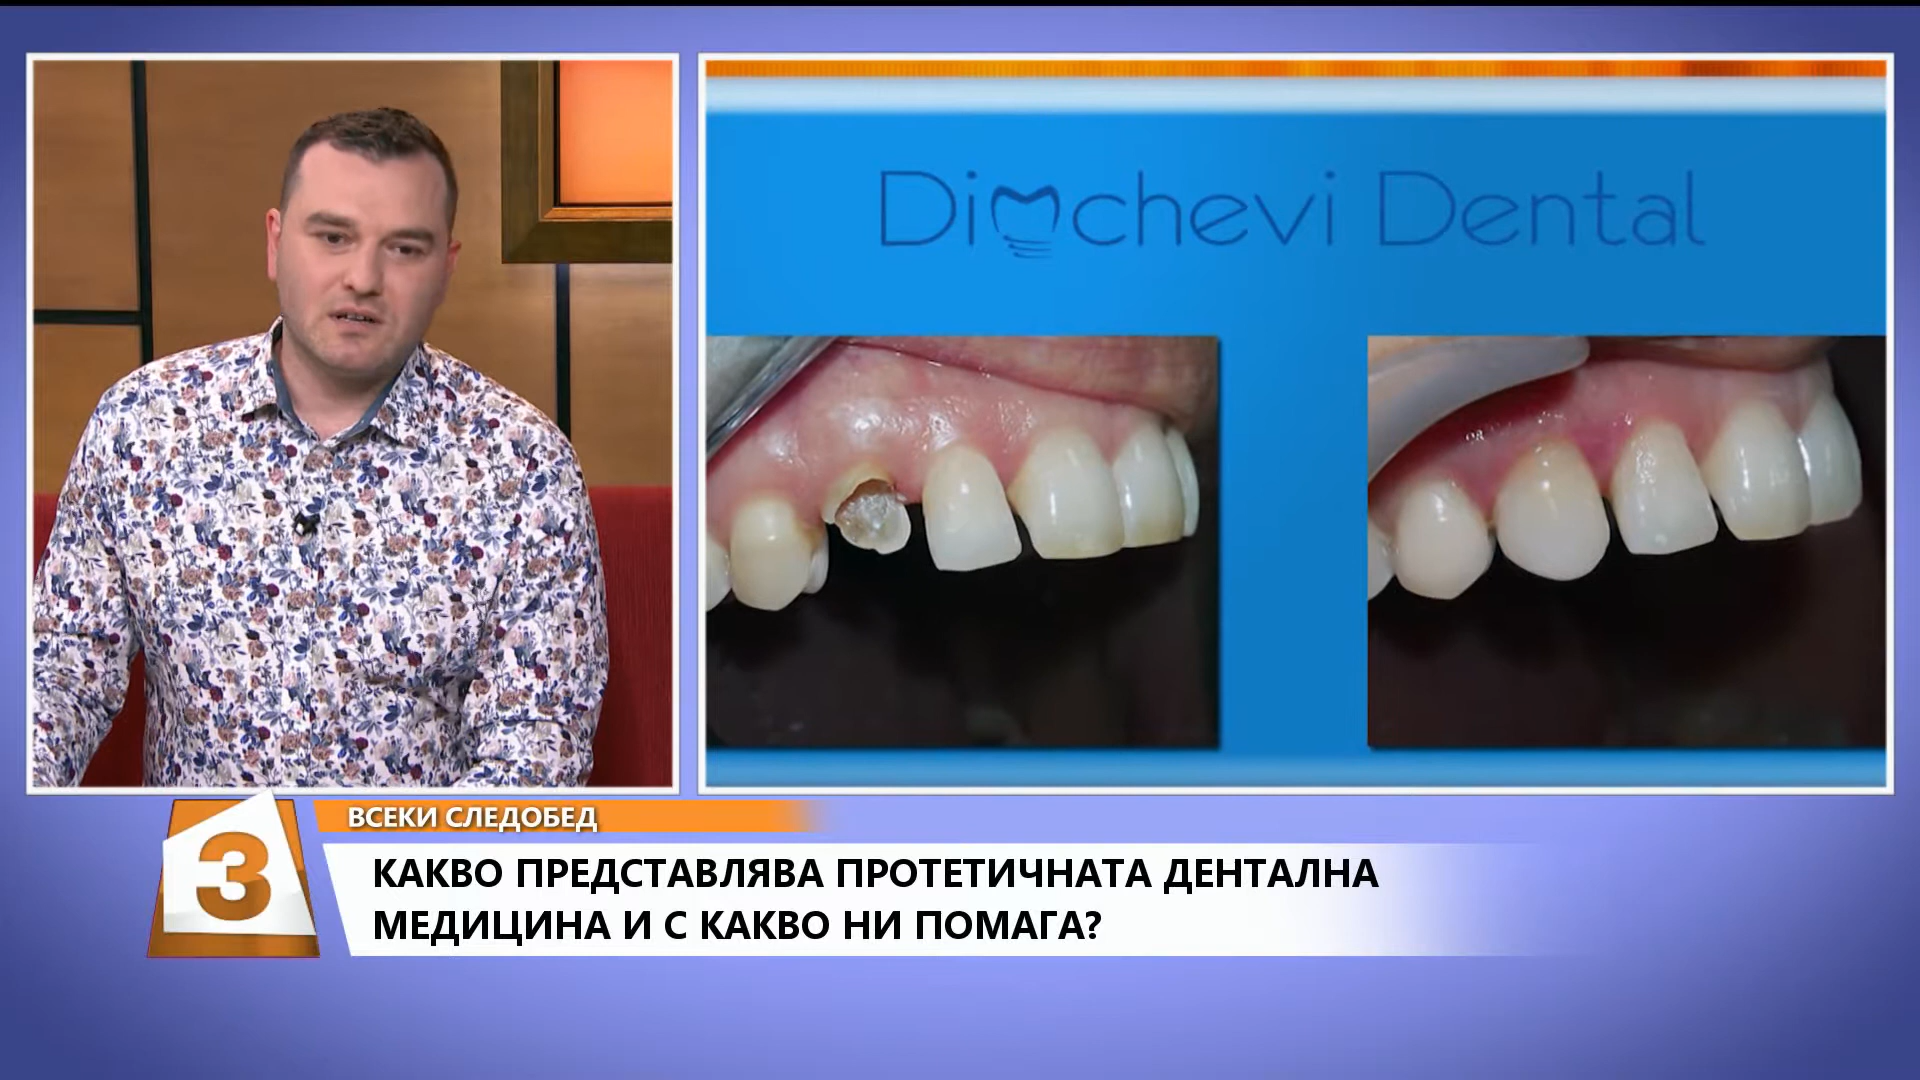 Dimchevi Dental
3
ВСЕКИ СЛЕДОБЕД
КАКВО ПРЕДСТАВЛЯВА ПРОТЕТИЧНАТА ДЕНТАЛНА
МЕДИЦИНА И С КАКВО НИ ПОМАГА?